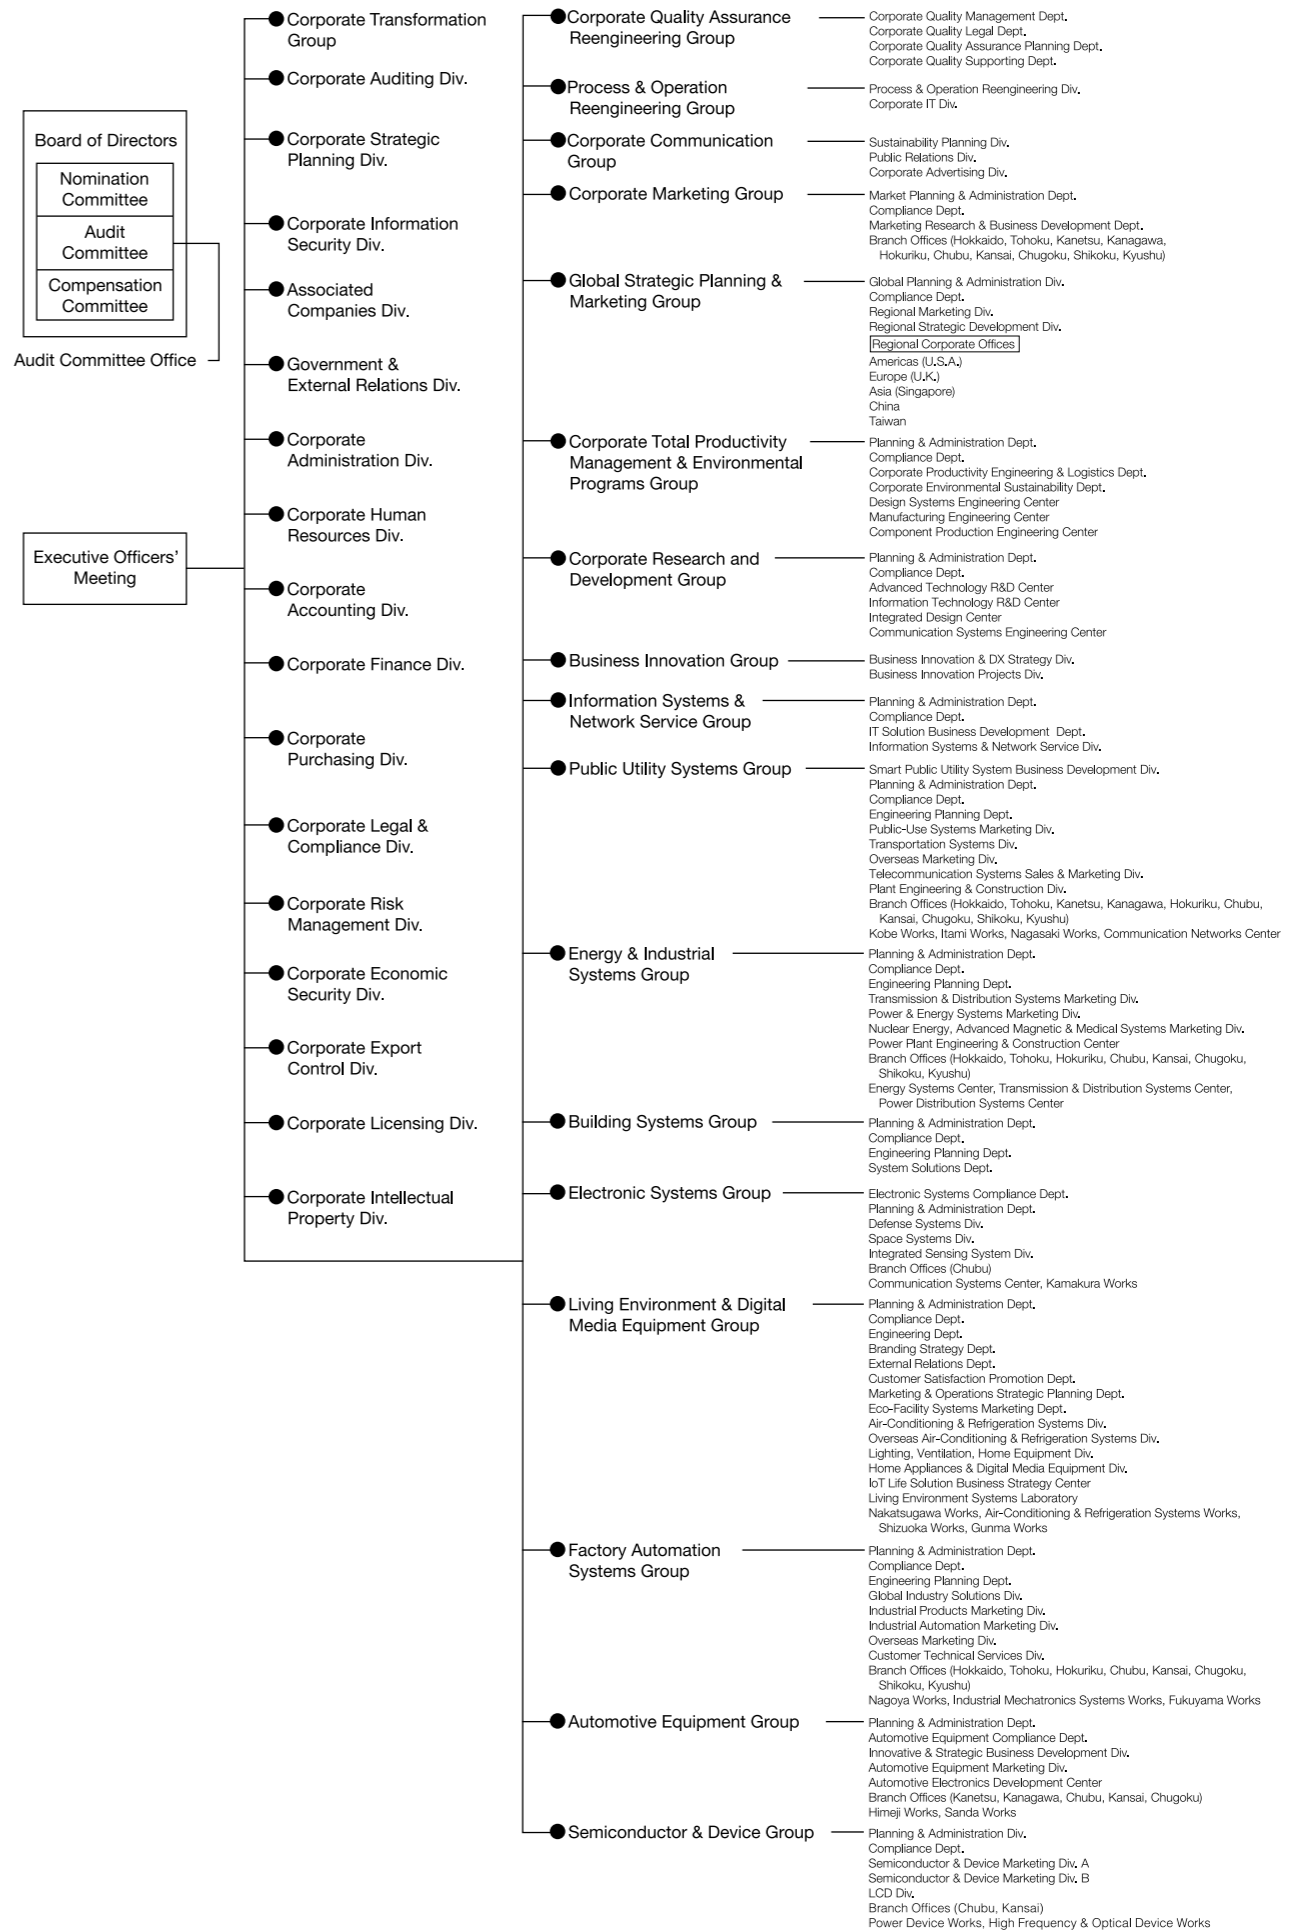 Board of Directors
Nomination
Committee
Audit
Committee
Compensation
Committee
Audit Committee Office
Executive Officers'
Meeting
Corporate Transformation
Group
Corporate Auditing Div.
Corporate Strategic
Planning Div.
Corporate Information
Security Div.
Associated
Companies Div.
Government &
External Relations Div.
Corporate
Administration Div.
Corporate Human
Resources Div.
Corporate
Accounting Div.
Corporate Finance Div.
Corporate
Purchasing Div.
Corporate Legal &
Compliance Div.
Corporate Risk
Management Div.
Corporate Economic
Security Div.
Corporate Export
Control Div.
Corporate Licensing Div.
Corporate Intellectual
Property Div.
Corporate Quality Assurance
Reengineering Group
Corporate Quality Management Dept.
Corporate Quality Legal Dept.
Corporate Quality Assurance Planning Dept.
Corporate Quality Supporting Dept.
Process & Operation
Reengineering Group
Process & Operation Reengineering Div.
Corporate IT Div.
Corporate Communication
Group
Sustainability Planning Div.
Public Relations Div.
Corporate Advertising Div.
Corporate Marketing Group
Market Planning & Administration Dept.
Compliance Dept.
Marketing Research & Business Development Dept.
Branch Offices (Hokkaido, Tohoku, Kanetsu, Kanagawa,
Hokuriku, Chubu, Kansai, Chugoku, Shikoku, Kyushu)
Global Strategic Planning &
Marketing Group
Global Planning & Administration Div.
Compliance Dept.
Regional Marketing Div.
Regional Strategic Development Div.
Regional Corporate Offices
Americas (U.S.A.)
Europe (U.K.)
Asia (Singapore)
China
Taiwan
Corporate Total Productivity
Management & Environmental
Programs Group
Planning & Administration Dept.
Compliance Dept.
Corporate Productivity Engineering & Logistics Dept.
Corporate Environmental Sustainability Dept.
Design Systems Engineering Center
Manufacturing Engineering Center
Component Production Engineering Center
Corporate Research and
Development Group
Planning & Administration Dept.
Compliance Dept.
Advanced Technology R&D Center
Information Technology R&D Center
Integrated Design Center
Communication Systems Engineering Center
Business Innovation Group
Business Innovation & DX Strategy Div.
Business Innovation Projects Div.
Information Systems &
Network Service Group
Planning & Administration Dept.
Compliance Dept.
IT Solution Business Development Dept.
Information Systems & Network Service Div.
Public Utility Systems Group
Smart Public Utility System Business Development Div.
Planning & Administration Dept.
Compliance Dept.
Engineering Planning Dept.
Public-Use Systems Marketing Div.
Transportation Systems Div.
Overseas Marketing Div.
Telecommunication Systems Sales & Marketing Div.
Plant Engineering & Construction Div.
Branch Offices (Hokkaido, Tohoku, Kanetsu, Kanagawa, Hokuriku, Chubu,
Kansai, Chugoku, Shikoku, Kyushu)
Kobe Works, Itami Works, Nagasaki Works, Communication Networks Center
Energy & Industrial
Systems Group
Planning & Administration Dept.
Compliance Dept.
Engineering Planning Dept.
Transmission & Distribution Systems Marketing Div.
Power & Energy Systems Marketing Div.
Nuclear Energy, Advanced Magnetic & Medical Systems Marketing Div.
Power Plant Engineering & Construction Center
Branch Offices (Hokkaido, Tohoku, Hokuriku, Chubu, Kansai, Chugoku,
Shikoku, Kyushu)
Energy Systems Center, Transmission & Distribution Systems Center,
Power Distribution Systems Center
Building Systems Group
Planning & Administration Dept.
Compliance Dept.
Engineering Planning Dept.
System Solutions Dept.
Electronic Systems Group
Electronic Systems Compliance Dept.
Planning & Administration Dept.
Defense Systems Div.
Space Systems Div.
Integrated Sensing System Div.
Branch Offices (Chubu)
Communication Systems Center, Kamakura Works
Living Environment & Digital
Media Equipment Group
Planning & Administration Dept.
Compliance Dept.
Engineering Dept.
Branding Strategy Dept.
External Relations Dept.
Customer Satisfaction Promotion Dept.
Marketing & Operations Strategic Planning Dept.
Eco-Facility Systems Marketing Dept.
Air-Conditioning & Refrigeration Systems Div.
Overseas Air-Conditioning & Refrigeration Systems Div.
Lighting, Ventilation, Home Equipment Div.
Home Appliances & Digital Media Equipment Div.
IoT Life Solution Business Strategy Center
Living Environment Systems Laboratory
Nakatsugawa Works, Air-Conditioning & Refrigeration Systems Works,
Shizuoka Works, Gunma Works
Factory Automation
Systems Group
Planning & Administration Dept.
Compliance Dept.
Engineering Planning Dept.
Global Industry Solutions Div.
Industrial Products Marketing Div.
Industrial Automation Marketing Div.
Overseas Marketing Div.
Customer Technical Services Div.
Branch Offices (Hokkaido, Tohoku, Hokuriku, Chubu, Kansai, Chugoku,
Shikoku, Kyushu)
Nagoya Works, Industrial Mechatronics Systems Works, Fukuyama Works
Automotive Equipment Group
Planning & Administration Dept.
Automotive Equipment Compliance Dept.
Innovative & Strategic Business Development Div.
Automotive Equipment Marketing Div.
Automotive Electronics Development Center
Branch Offices (Kanetsu, Kanagawa, Chubu, Kansai, Chugoku)
Himeji Works, Sanda Works
Semiconductor & Device Group
Planning & Administration Div.
Compliance Dept.
Semiconductor & Device Marketing Div. A
Semiconductor & Device Marketing Div. B
LCD Div.
Branch Offices (Chubu, Kansai)
Power Device Works, High Frequency & Optical Device Works